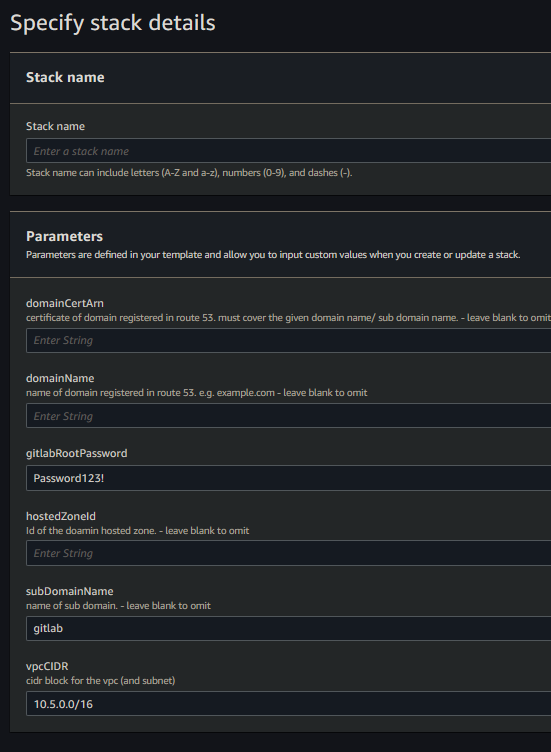 Specify stack details
Stack name
Stack name
Enter a stack name
Stack name can include letters (A-Z and a-z), numbers (0-9), and dashes (-).
Parameters
Parameters are defined in your template and allow you to input custom values when you create or update a stack.
domainCertArn
certificate of domain registered in route 53. must cover the given domain name/ sub domain name. - leave blank to omit
Enter String
domainName
name of domain registered in route 53. e.g. example.com - leave blank to omit
Enter String
gitlabRootPassword
Password123!
hostedZoneId
Id of the doamin hosted zone. - leave blank to omit
Enter String
subDomainName
name of sub domain. - leave blank to omit
gitlab
vpcCIDR
cidr block for the vpc (and subnet)
10.5.0.0/16